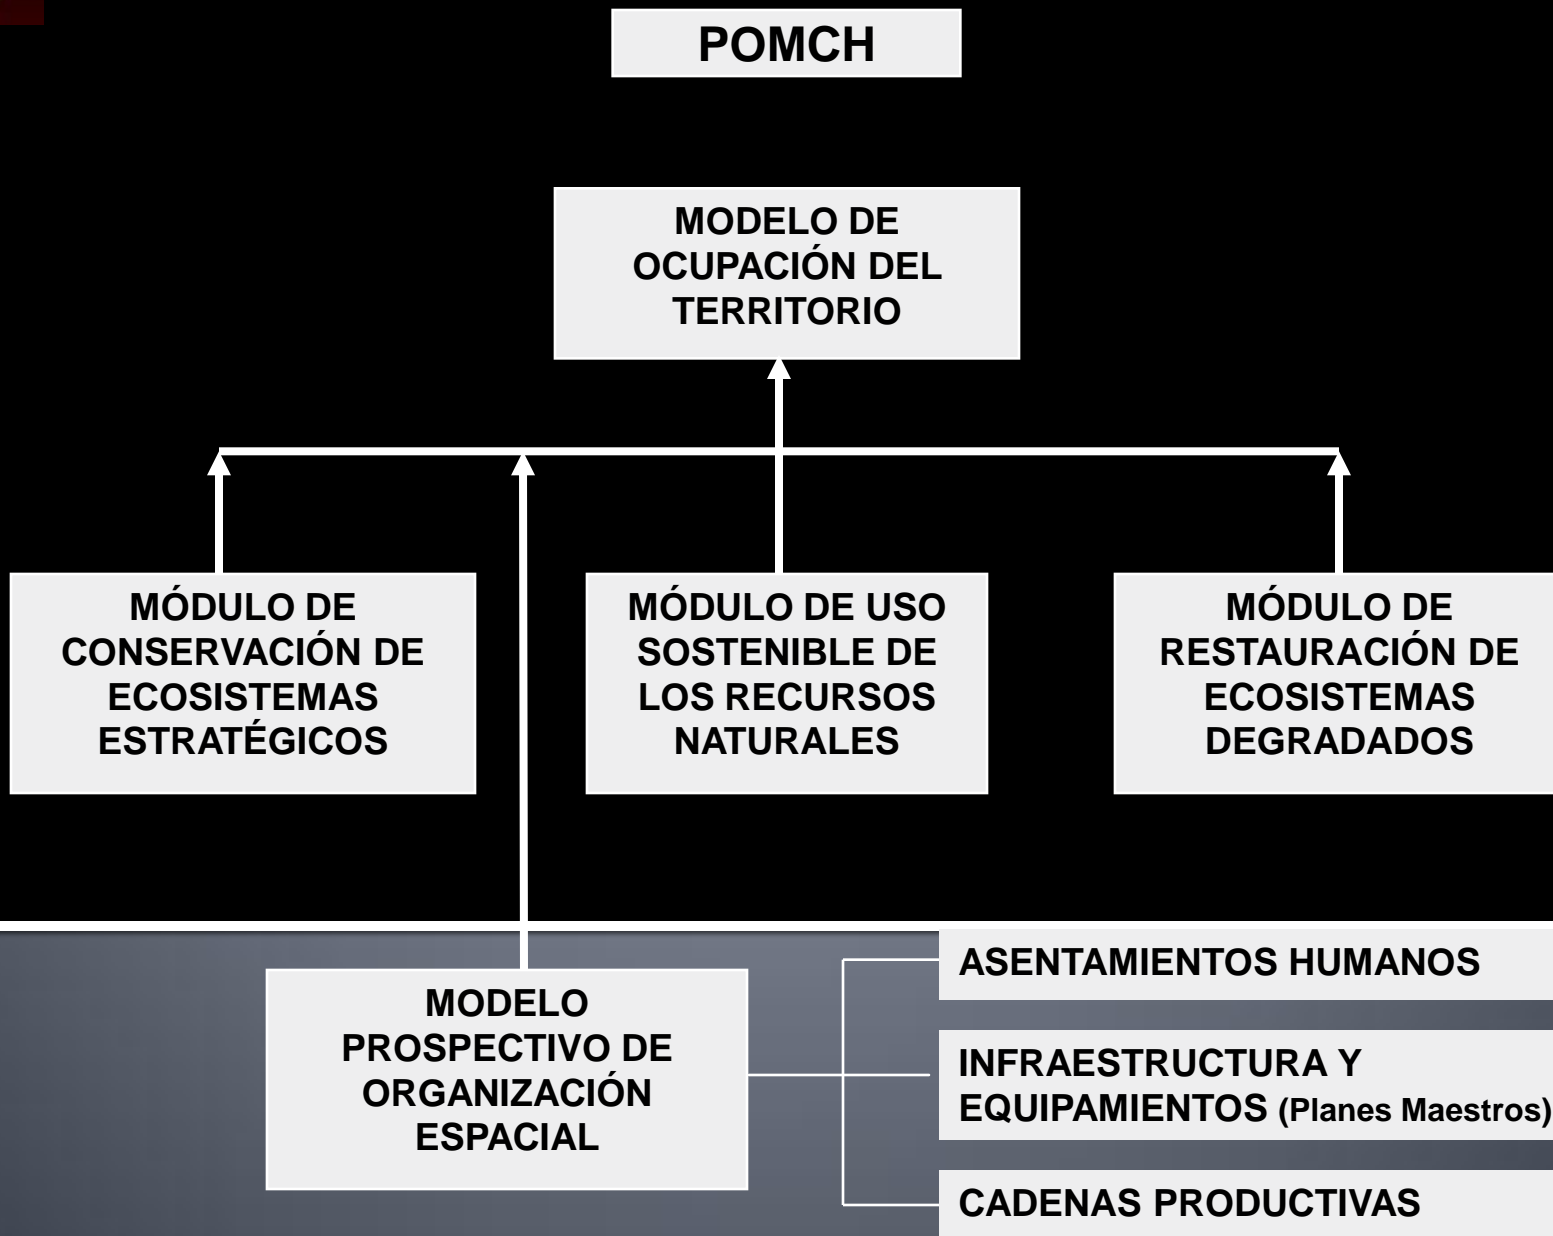 POMCH
MODELO DE
OCUPACIÓN DEL
TERRITORIO
MÓDULO DE
CONSERVACIÓN DE
ECOSISTEMAS
ESTRATÉGICOS
MÓDULO DE USO
SOSTENIBLE DE
LOS RECURSOS
NATURALES
MÓDULO DE
RESTAURACIÓN DE
ECOSISTEMAS
DEGRADADOS
MODELO
PROSPECTIVO DE
ORGANIZACIÓN
ESPACIAL
ASENTAMIENTOS HUMANOS
INFRAESTRUCTURA Y
EQUIPAMIENTOS (Planes Maestros)
CADENAS PRODUCTIVAS